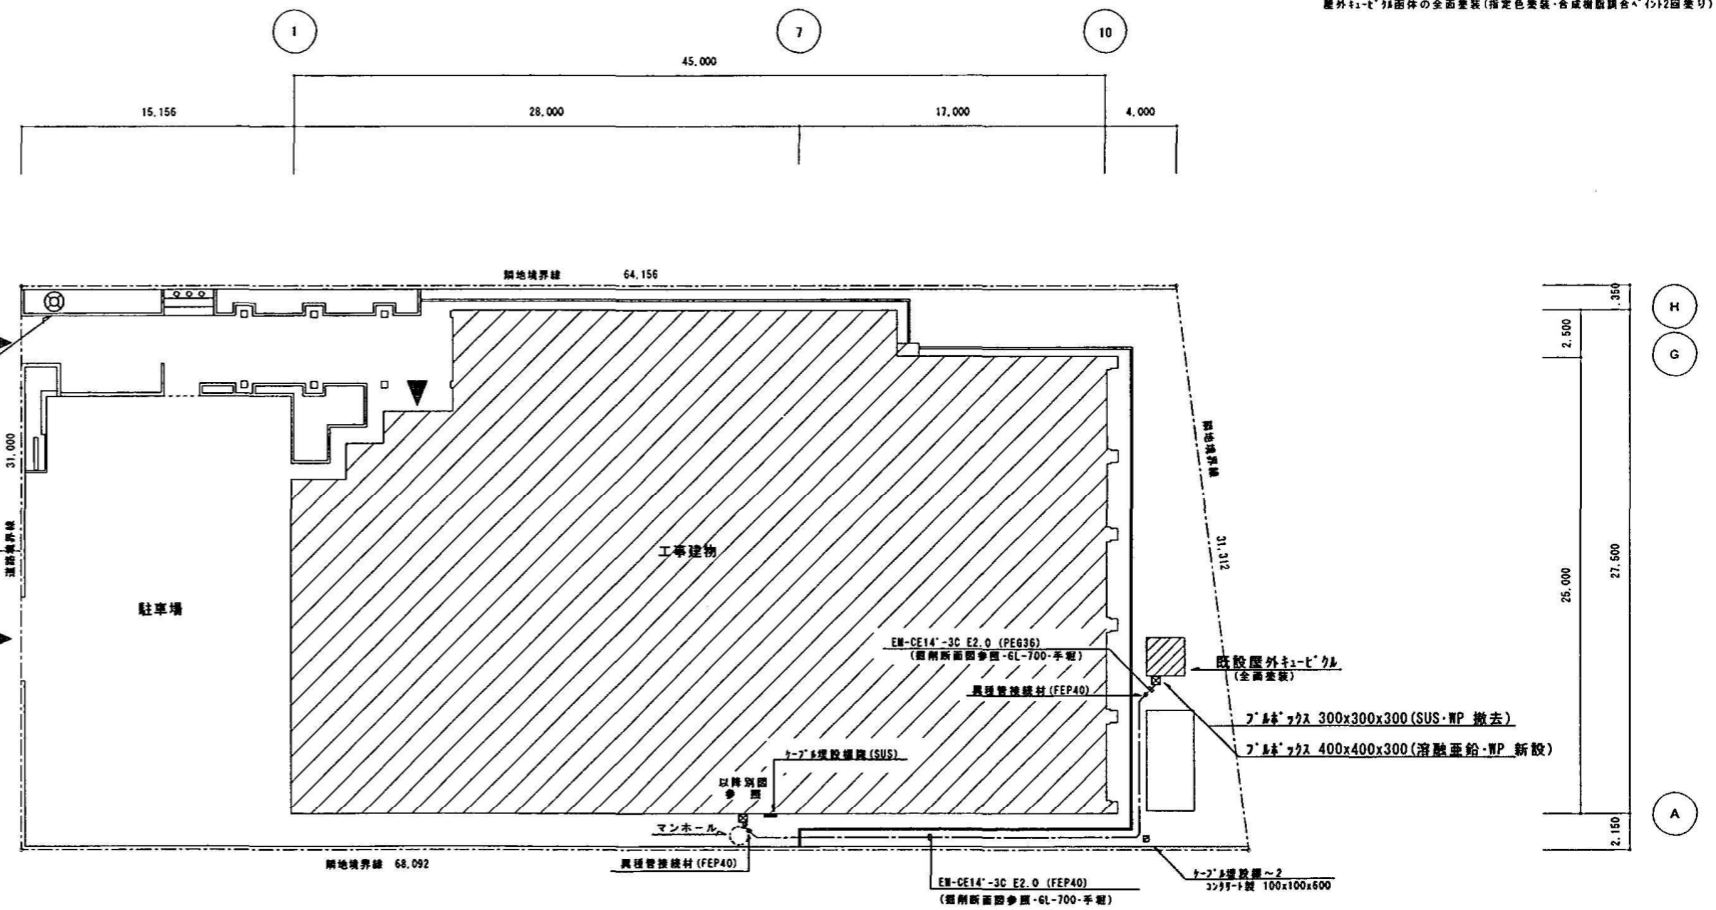 屋外キュービクル函体の全面塗装(指定色塗装・合成樹脂調合ペイント2回塗り)
1
7
10
45,000
15,156
28,000
17,000
4,000
隣地境界線 64,156
H
G
A
350
2,500
25,000
27,500
2,150
31,000
道路境界線
隣地境界線
31,312
工事建物
駐車場
EM-CE14°-3C E2.0 (PEG36)
(掘削断面図参照・GL-700・手堀)
異種管接続材(FEP40)
既設屋外キュービクル
(全面塗装)
プルボックス 300x300x300(SUS・WP 撤去)
プルボックス 400x400x300(溶融亜鉛・WP 新設)
ケーブル埋設標識(SUS)
以降別図
参 照
マンホール
異種管接続材(FEP40)
隣地境界線 68,092
EM-CE14°-3C E2.0 (FEP40)
(掘削断面図参照・GL-700・手堀)
ケーブル埋設標～2
コンクリート製 100x100x600